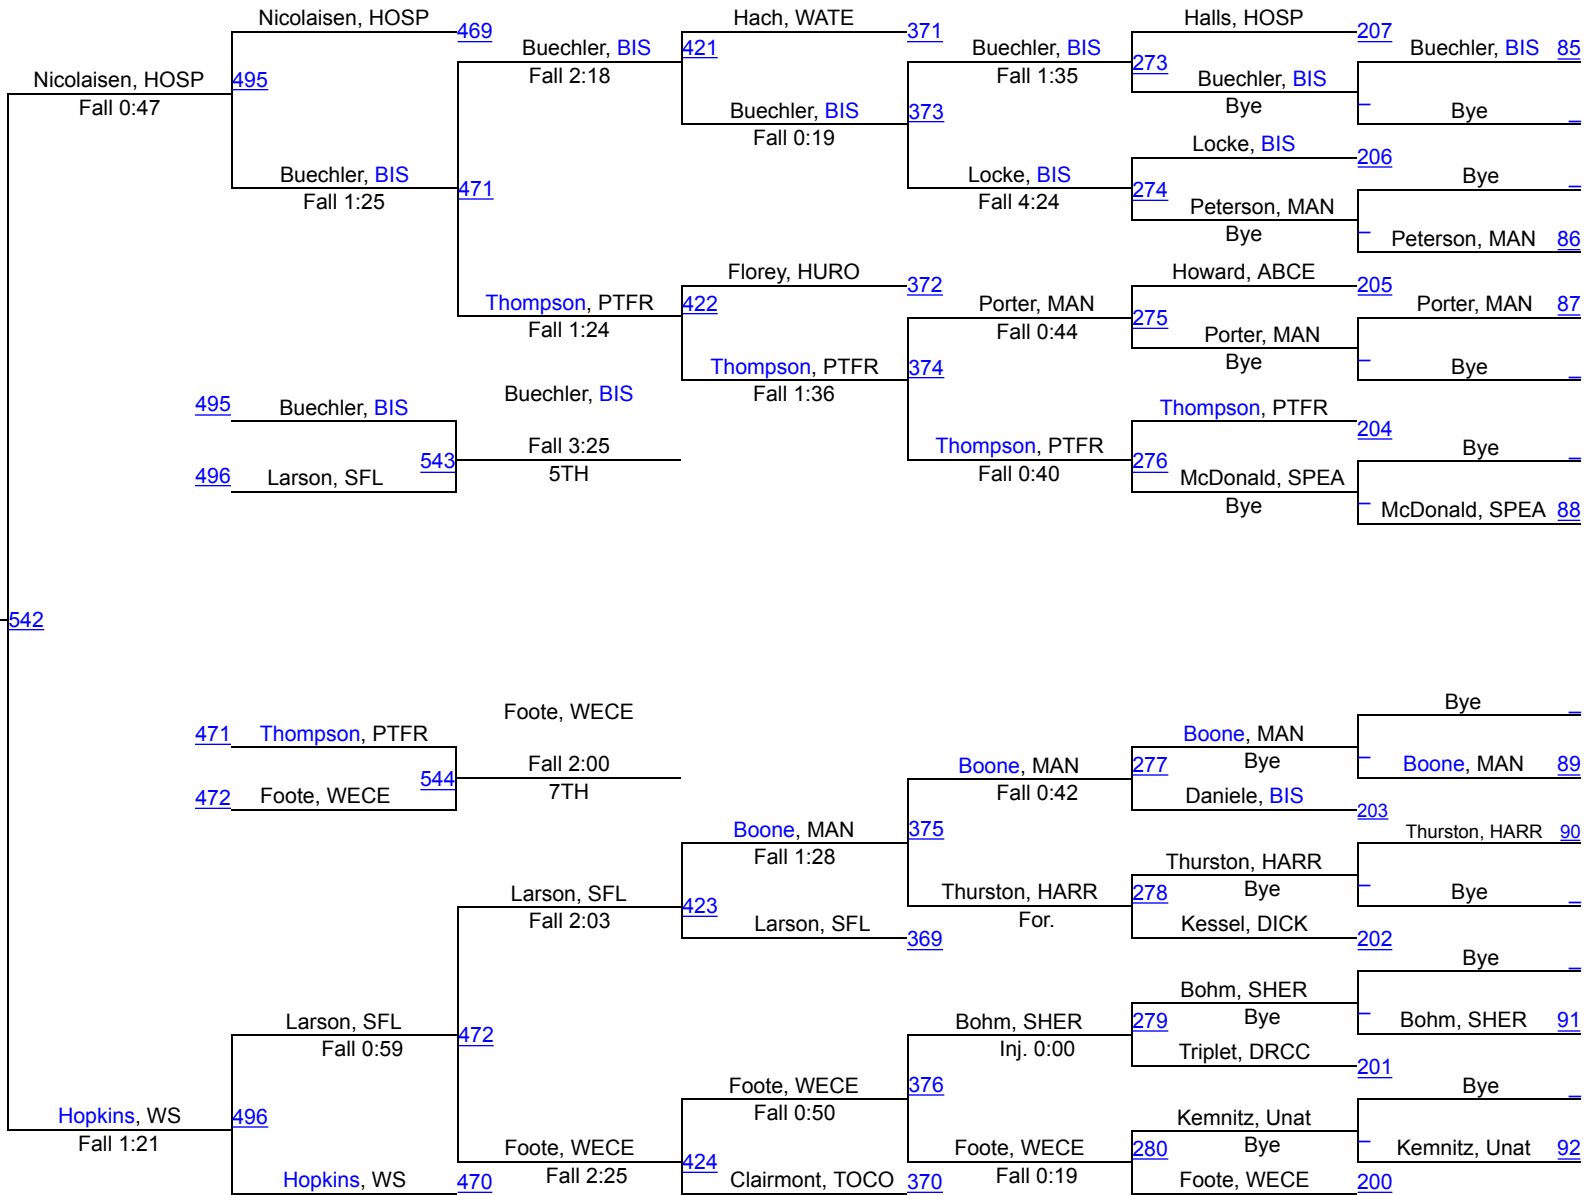 Nicolaisen, HOSP
469
Hach, WATE
371
Halls, HOSP
207
Buechler, BIS 85
Buechler, BIS
421
Fall 2:18
Buechler, BIS
Fall 1:35
273
Buechler, BIS
Bye
Bye
Nicolaisen, HOSP
495
Fall 0:47
Buechler, BIS
Fall 0:19
373
Locke, BIS
206
Bye
Buechler, BIS
Fall 1:25
471
Locke, BIS
Fall 4:24
274
Peterson, MAN
Bye
Peterson, MAN 86
Florey, HURO
372
Howard, ABCE
205
Porter, MAN 87
Thompson, PTFR
Fall 1:24
422
Porter, MAN
Fall 0:44
275
Porter, MAN
Bye
Bye
Thompson, PTFR
Fall 1:36
374
Buechler, BIS
495 Buechler, BIS
Thompson, PTFR
204
Bye
Fall 3:25
5TH
543
Thompson, PTFR
Fall 0:40
276
496 Larson, SFL
McDonald, SPEA
Bye
McDonald, SPEA 88
542
Bye
Foote, WECE
471 Thompson, PTFR
Boone, MAN
Bye
Fall 2:00
7TH
544
Boone, MAN
Fall 0:42
277
Boone, MAN 89
472 Foote, WECE
Daniele, BIS
203
Boone, MAN
Fall 1:28
375
Thurston, HARR 90
Thurston, HARR
Bye
Larson, SFL
Fall 2:03
423
Thurston, HARR
For.
278
Bye
Larson, SFL
369
Kessel, DICK
202
Bye
Larson, SFL
Fall 0:59
472
Bohm, SHER
Inj. 0:00
279
Bohm, SHER
Bye
Bohm, SHER 91
Triplet, DRCC
201
Foote, WECE
Fall 0:50
376
Bye
Hopkins, WS
Fall 1:21
496
Kemnitz, Unat
Bye
Foote, WECE
Fall 2:25
424
Foote, WECE
Fall 0:19
280
Kemnitz, Unat 92
Hopkins, WS
470
Clairmont, TOCO
370
Foote, WECE
200